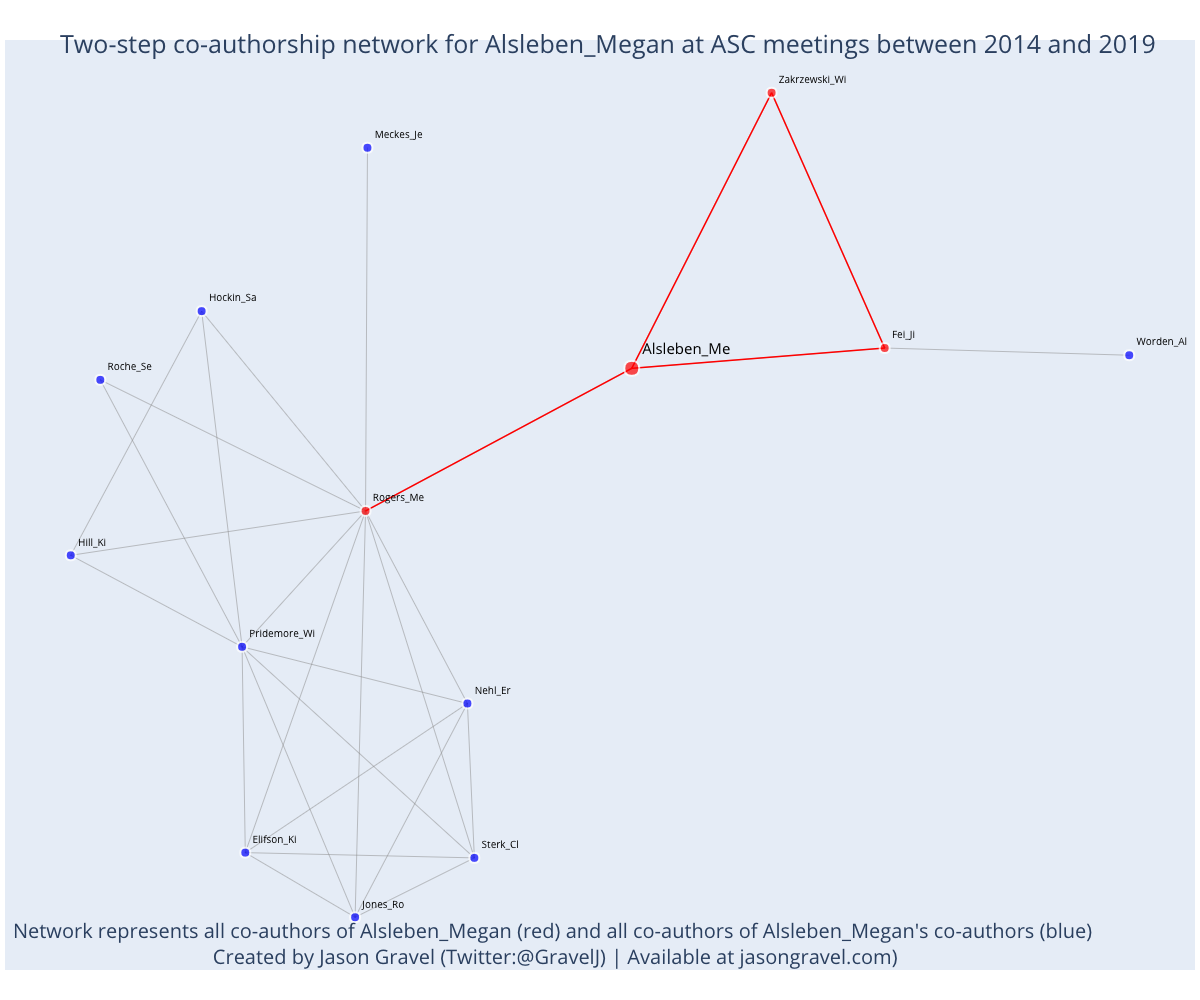 Two-step co-authorship network for Alsleben_Megan at ASC meetings between 2014 and 2019
Zakrzewski_Wi
Meckes_Je
Hockin_Sa
Fei_Ji
Worden_Al
Alsleben_Me
Roche_Se
Rogers_Me
Hill_Ki
Pridemore_Wi
Nehl_Er
Elifson_Ki
Sterk_Cl
Jones_Ro
Network represents all co-authors of Alsleben_Megan (red) and all co-authors of Alsleben_Megan's co-authors (blue)
Created by Jason Gravel (Twitter:@GravelJ) | Available at jasongravel.com)